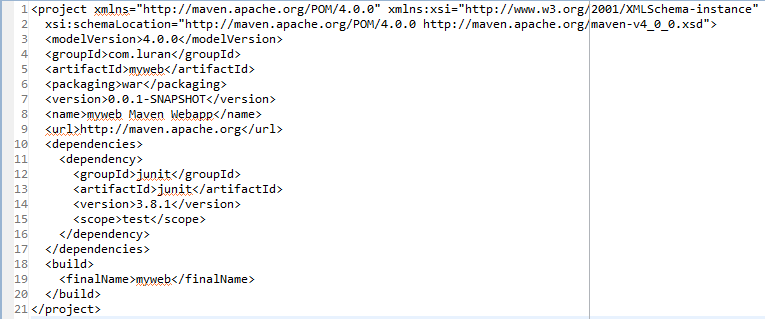 1 <project xmlns="http://maven.apache.org/POM/4.0.0" xmlns:xsi="http://www.w3.org/2001/XMLSchema-instance"
2   xsi:schemaLocation="http://maven.apache.org/POM/4.0.0 http://maven.apache.org/maven-v4_0_0.xsd">
3   <modelVersion>4.0.0</modelVersion>
4   <groupId>com.luran</groupId>
5   <artifactId>myweb</artifactId>
6   <packaging>war</packaging>
7   <version>0.0.1-SNAPSHOT</version>
8   <name>myweb Maven Webapp</name>
9   <url>http://maven.apache.org</url>
10   <dependencies>
11     <dependency>
12       <groupId>junit</groupId>
13       <artifactId>junit</artifactId>
14       <version>3.8.1</version>
15       <scope>test</scope>
16     </dependency>
17   </dependencies>
18   <build>
19     <finalName>myweb</finalName>
20   </build>
21 </project>